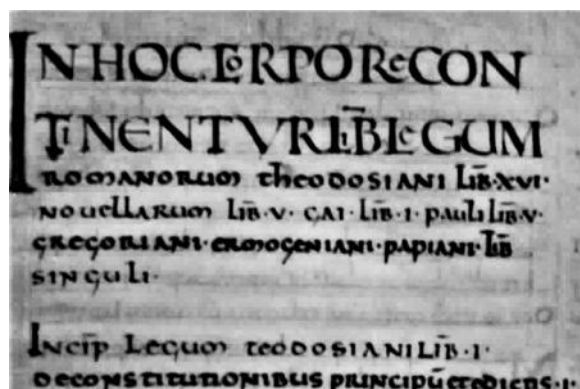 IN HOC CORPORE CON
TINENTVR LIB̅ LEGUM
ROMANORUM theODOSIANI LIB̅·XVI·
NOUELLARUM LIB̅·V· GAI·LIB̅·I·PAULI LIB̅·V·
GREGORIANI·ERMOGENIANI·PAPIANI·LIB̅
SINGULI·
INCIP̅ LEGUM TEODOSIANI LIB̅·I·
DE CONSTITUTIONIBUS PRINCIPU̅ ET EDICTIS·I·